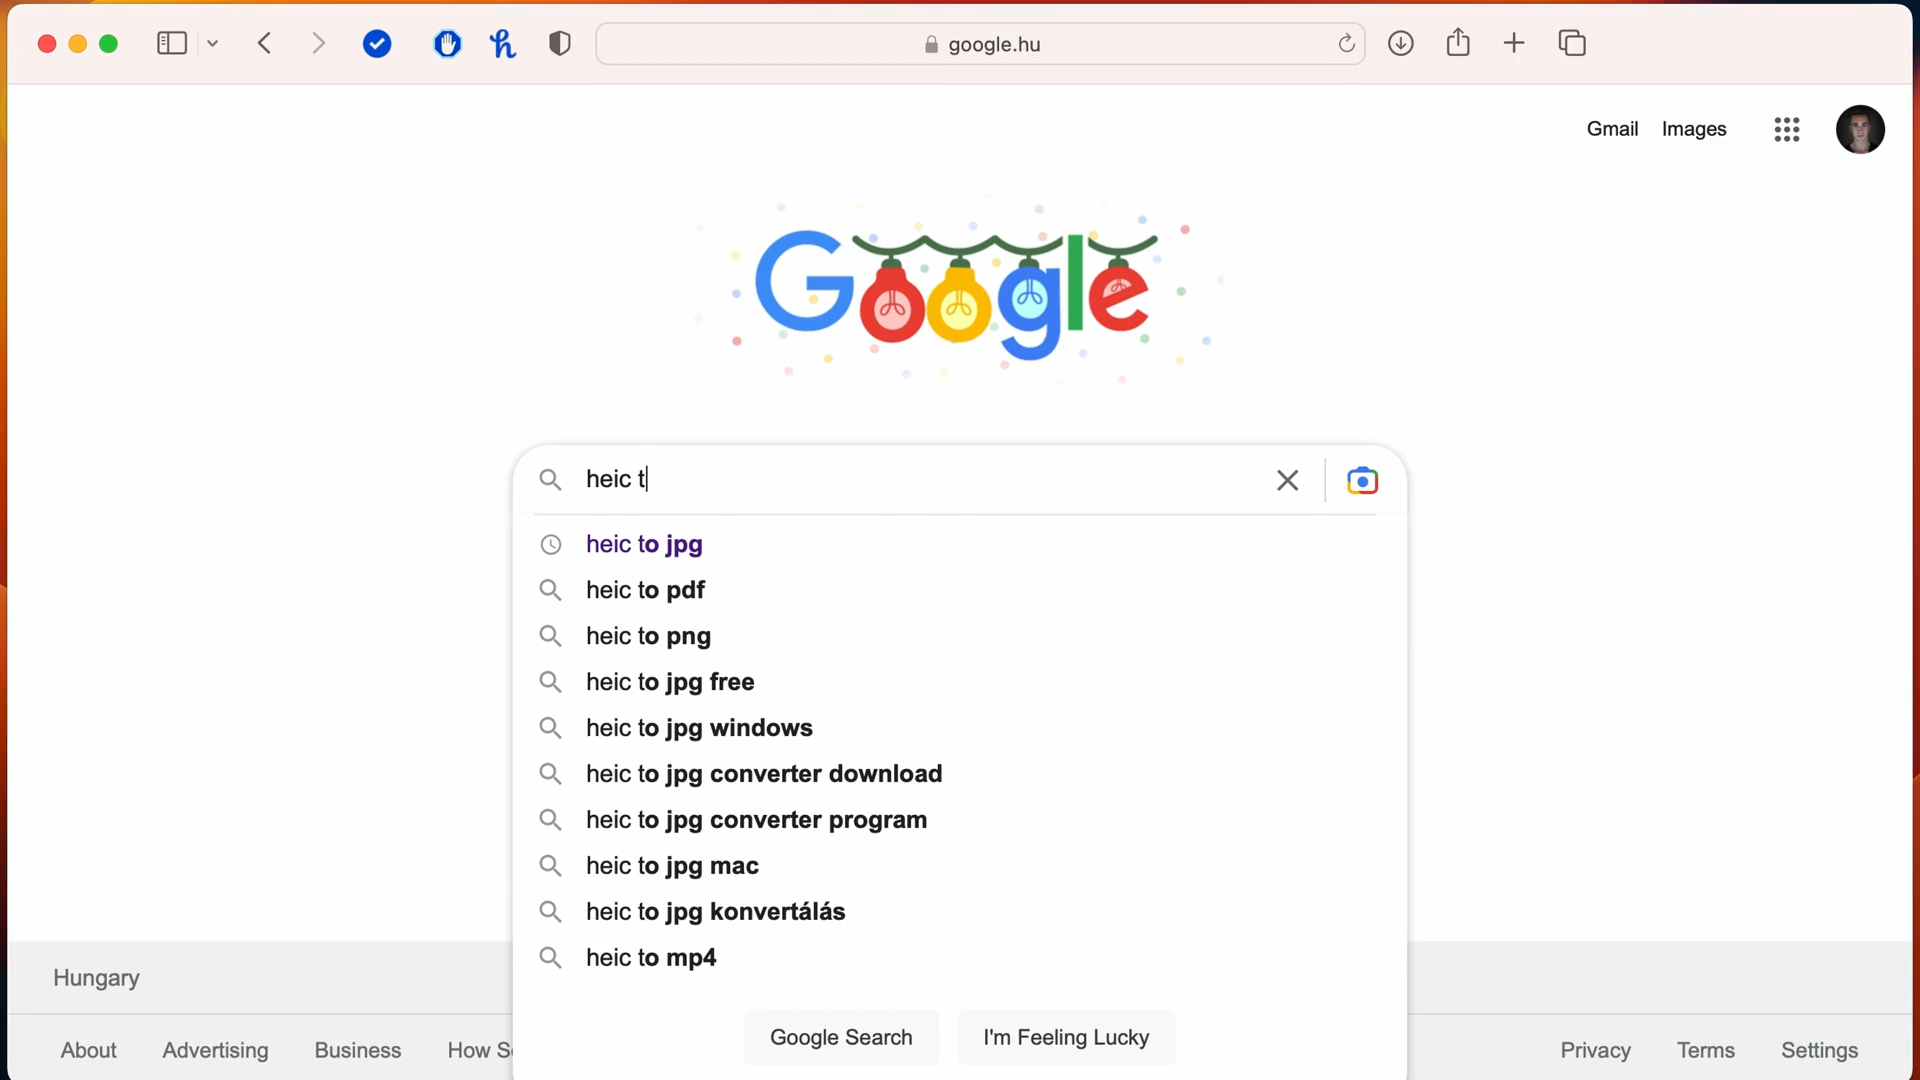 google.hu
Gmail Images
Google
heic t
heic to jpg
heic to pdf
heic to png
heic to jpg free
heic to jpg windows
heic to jpg converter download
heic to jpg converter program
heic to jpg mac
heic to jpg konvertálás
heic to mp4
Google Search I'm Feeling Lucky
Hungary
About Advertising Business How S
Privacy Terms Settings